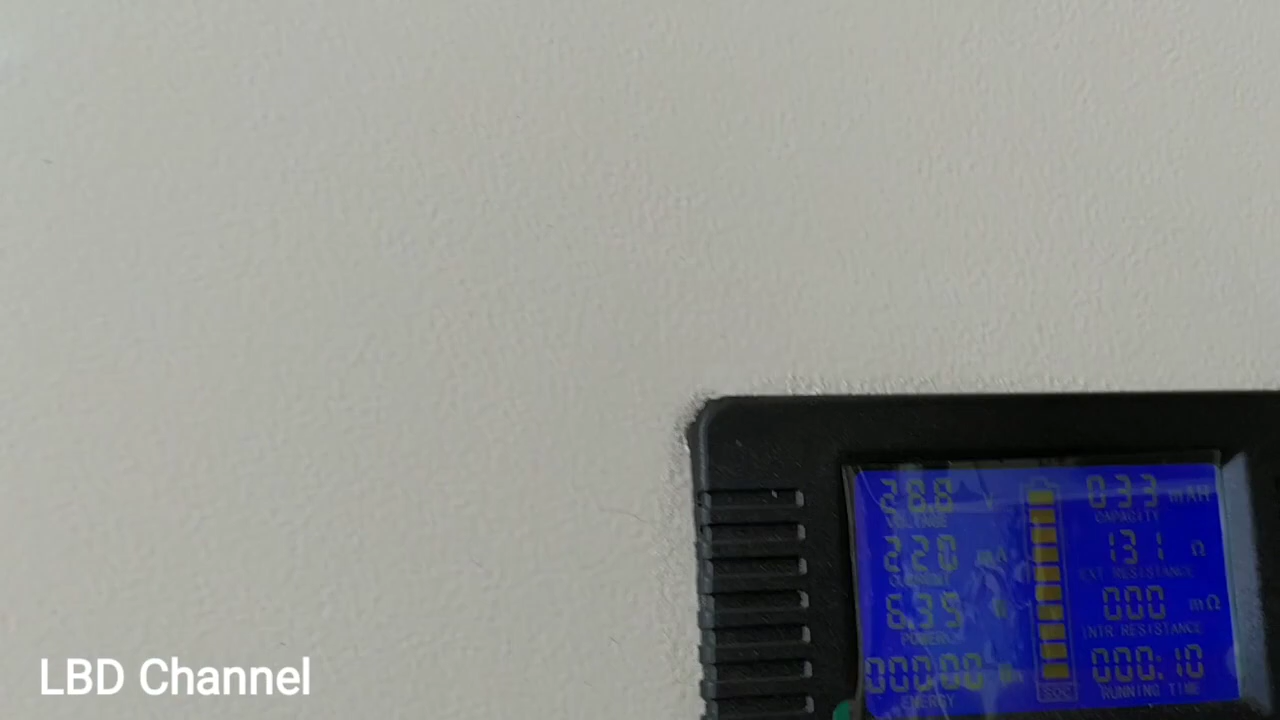 28.8 V
VOLTAGE
220 mA
CURRENT
6.35
POWER
00000
ENERGY
SOC
033 mAH
CAPACITY
131 Ω
EXT RESISTANCE
000 mΩ
INTR RESISTANCE
000:10
RUNNING TIME
LBD Channel